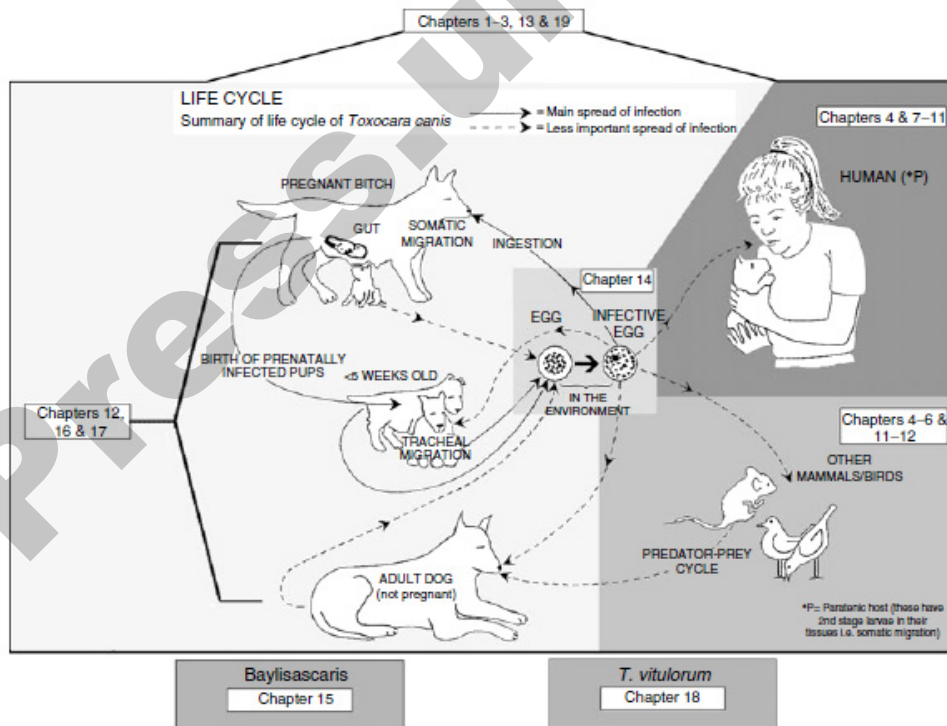 Chapters 1–3, 13 & 19
LIFE CYCLE
Summary of life cycle of Toxocara canis
= Main spread of infection
= Less important spread of infection
Chapters 4 & 7–11
HUMAN (*P)
PREGNANT BITCH
GUT
SOMATIC
MIGRATION
INGESTION
Chapter 14
EGG
INFECTIVE
EGG
IN THE
ENVIRONMENT
BIRTH OF PRENATALLY
INFECTED PUPS
<5 WEEKS OLD
TRACHEAL
MIGRATION
Chapters 12,
16 & 17
Chapters 4–6 &
11–12
OTHER
MAMMALS/BIRDS
PREDATOR-PREY
CYCLE
ADULT DOG
(not pregnant)
*P= Paratenic host (these have
2nd stage larvae in their
tissues i.e. somatic migration)
Baylisascaris
Chapter 15
T. vitulorum
Chapter 18
Press.u